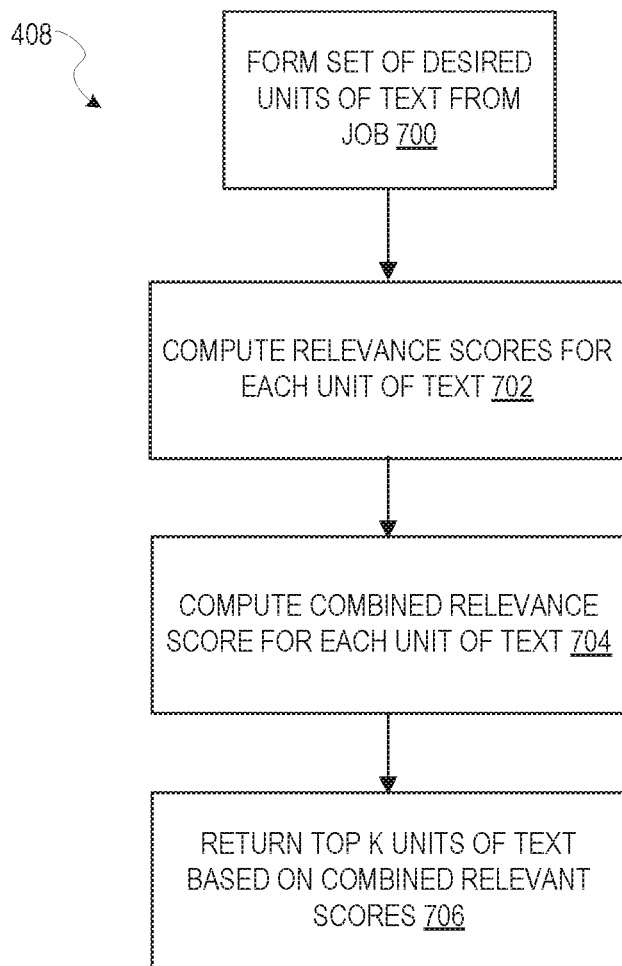 408
FORM SET OF DESIRED
UNITS OF TEXT FROM
JOB 700
COMPUTE RELEVANCE SCORES FOR
EACH UNIT OF TEXT 702
COMPUTE COMBINED RELEVANCE
SCORE FOR EACH UNIT OF TEXT 704
RETURN TOP K UNITS OF TEXT
BASED ON COMBINED RELEVANT
SCORES 706